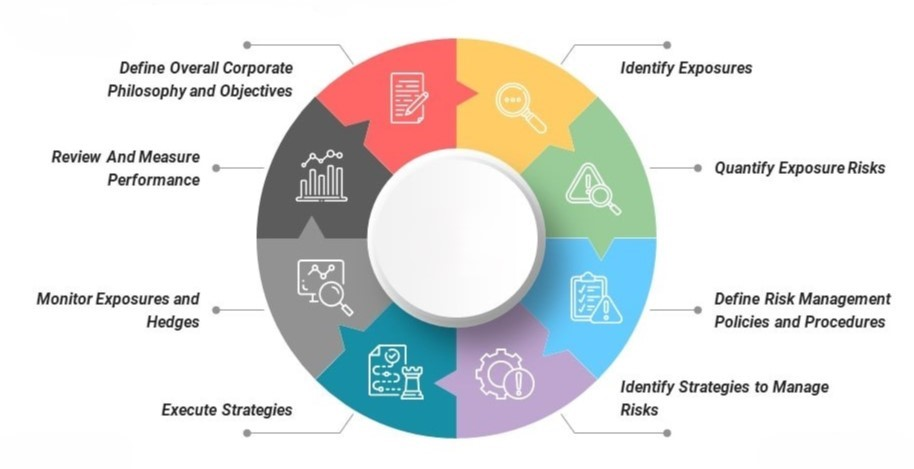 Define Overall Corporate
Philosophy and Objectives
Identify Exposures
Review And Measure
Performance
Quantify Exposure Risks
Monitor Exposures and
Hedges
Define Risk Management
Policies and Procedures
Execute Strategies
Identify Strategies to Manage
Risks